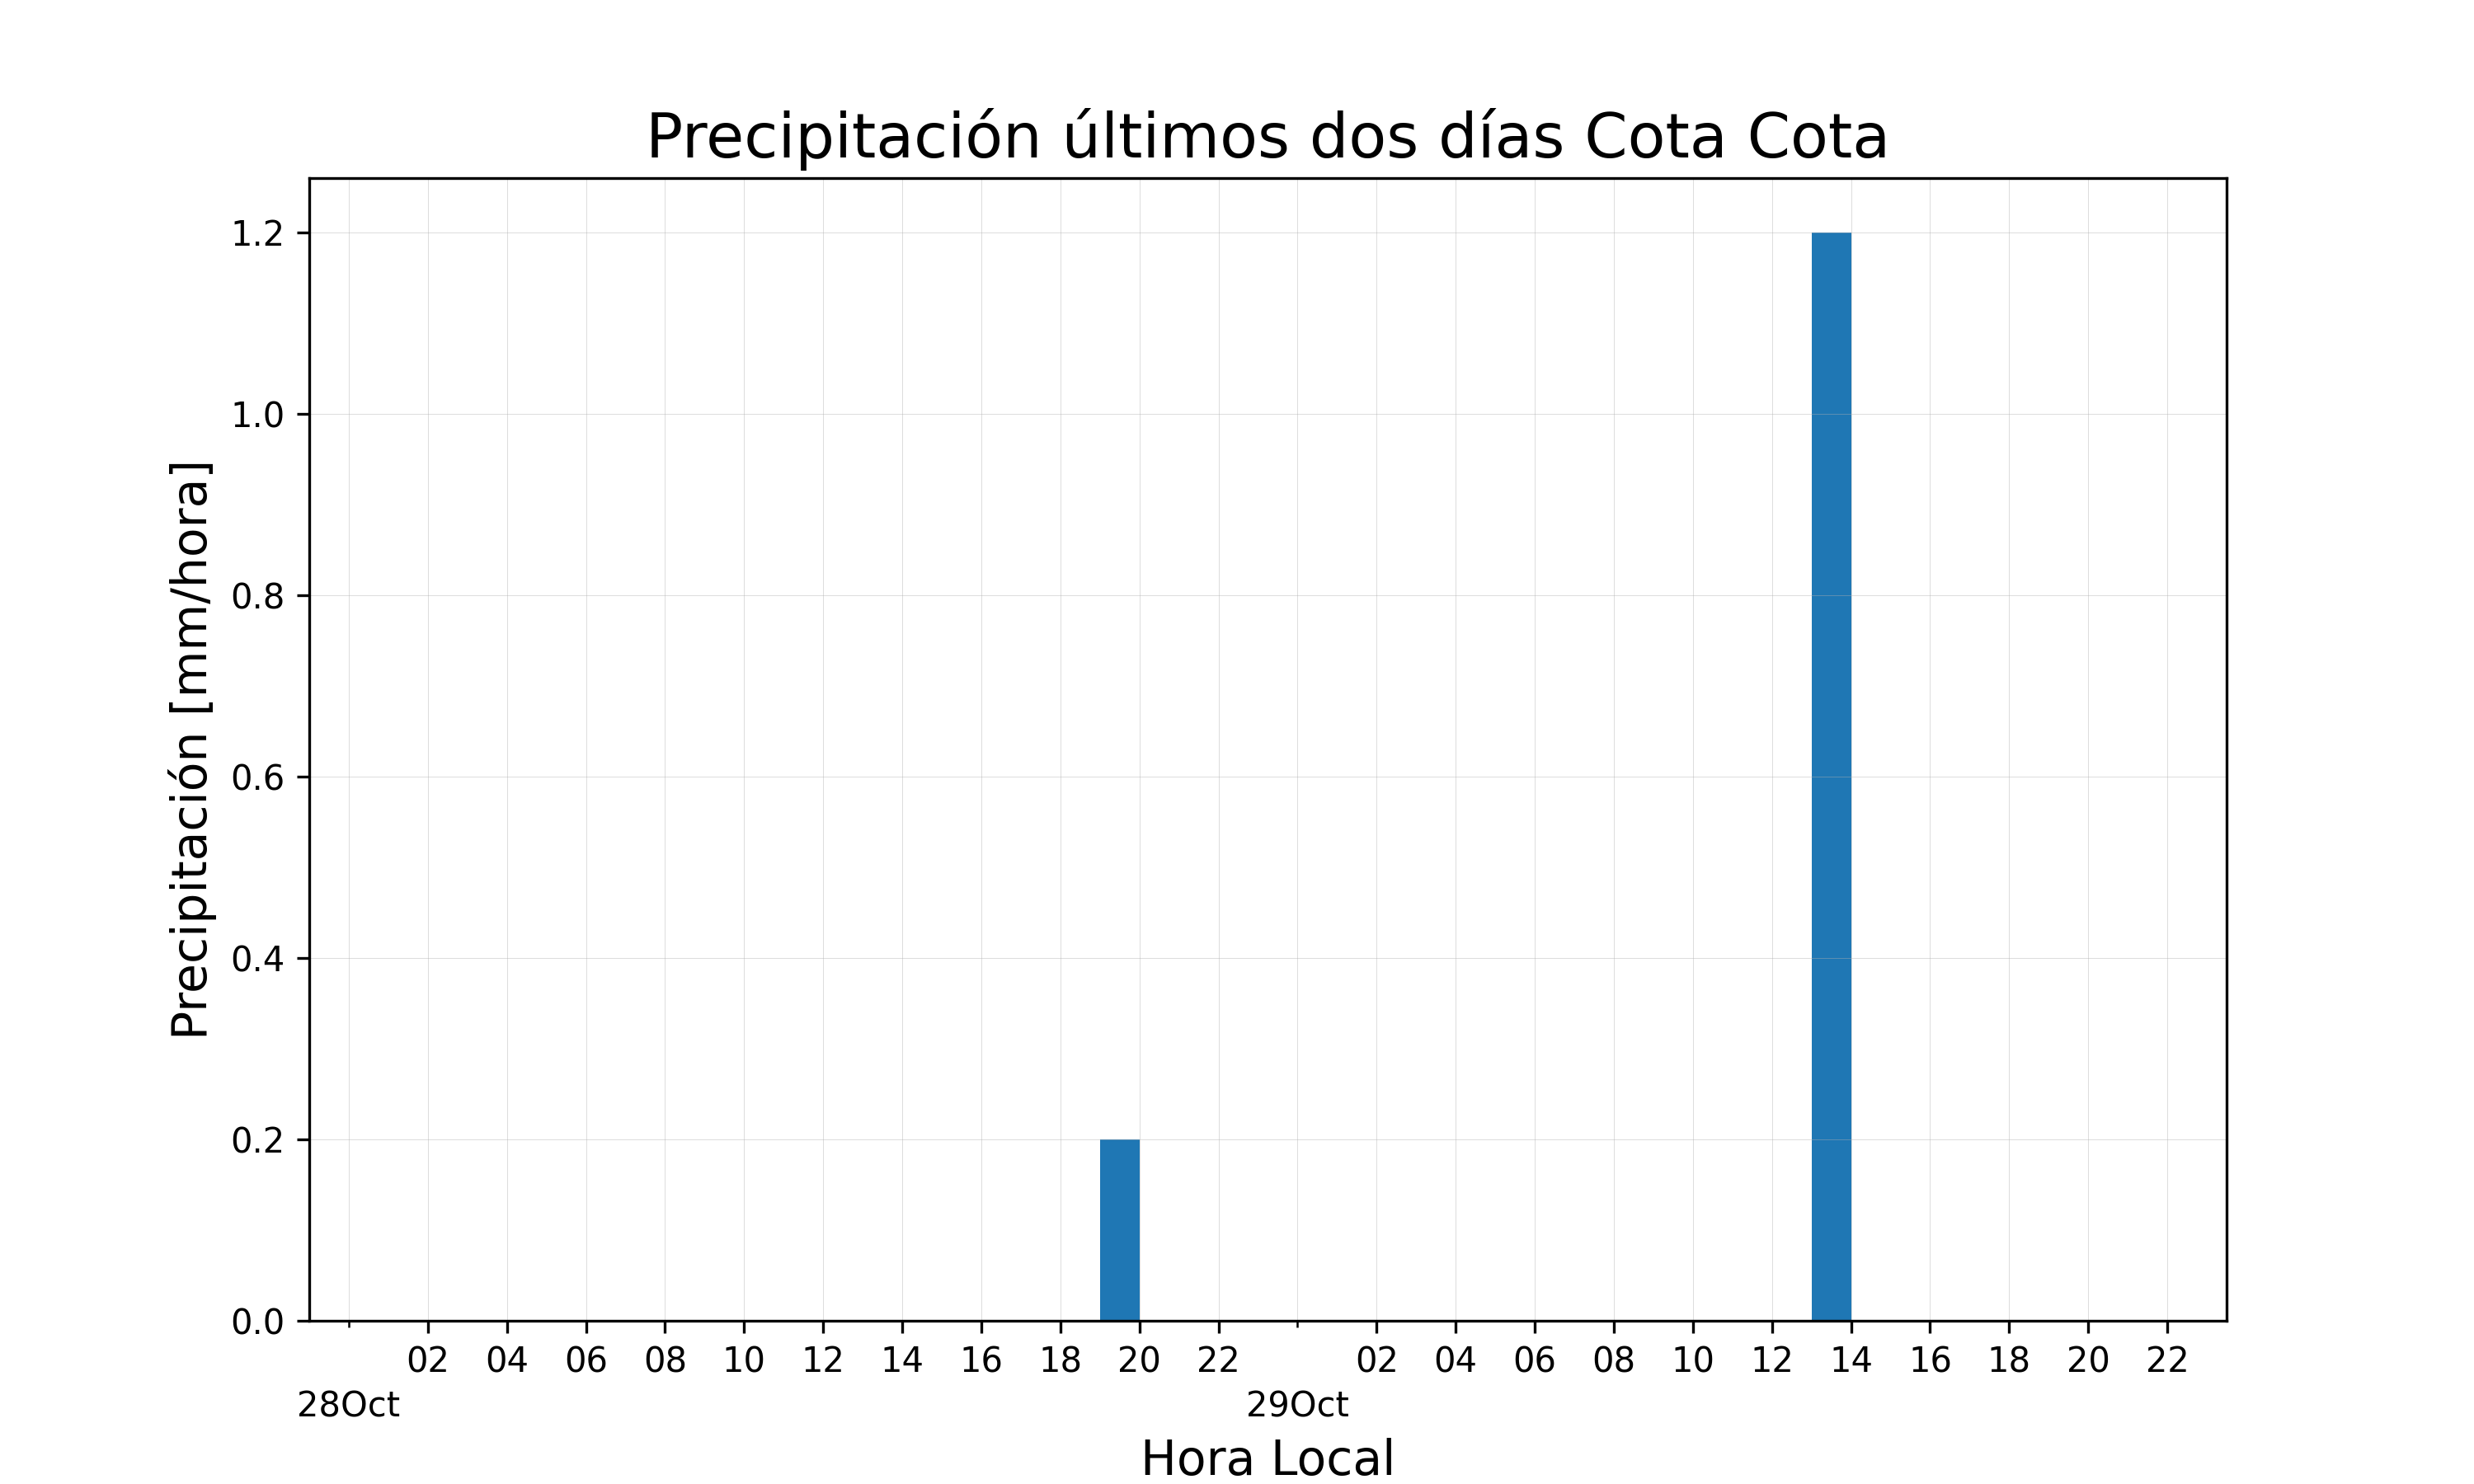 Precipitación últimos dos días Cota Cota
Precipitación [mm/hora]
1.2
1.0
0.8
0.6
0.4
0.2
0.0
02 04 06 08 10 12 14 16 18 20 22 02 04 06 08 10 12 14 16 18 20 22
28Oct 29Oct
Hora Local